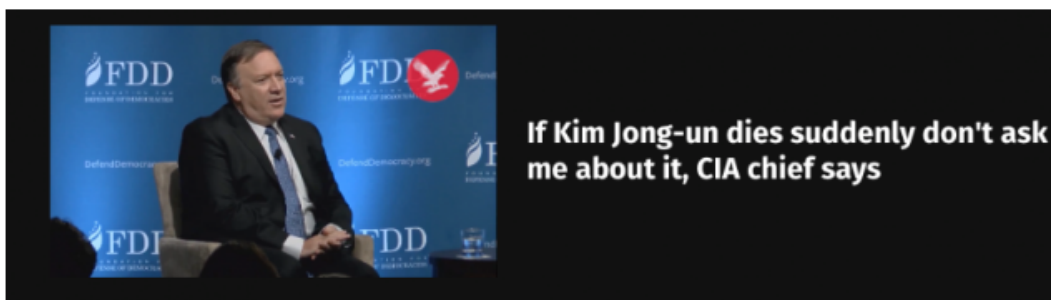 FDD
FDD
DefendDemocracy.org
FDD
If Kim Jong-un dies suddenly don't ask
me about it, CIA chief says